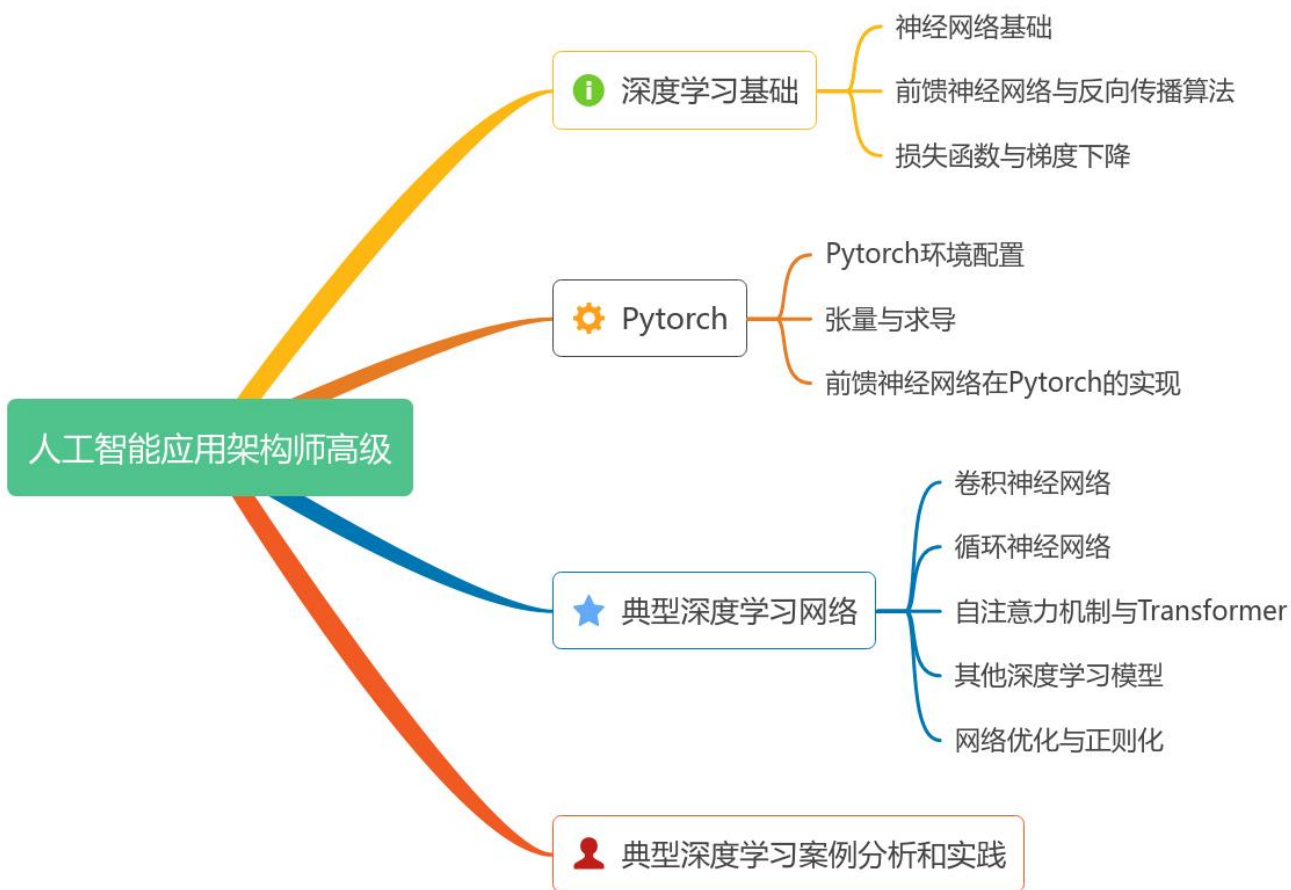 人工智能应用架构师高级
深度学习基础
神经网络基础
前馈神经网络与反向传播算法
损失函数与梯度下降
Pytorch
Pytorch环境配置
张量与求导
前馈神经网络在Pytorch的实现
典型深度学习网络
卷积神经网络
循环神经网络
自注意力机制与Transformer
其他深度学习模型
网络优化与正则化
典型深度学习案例分析和实践